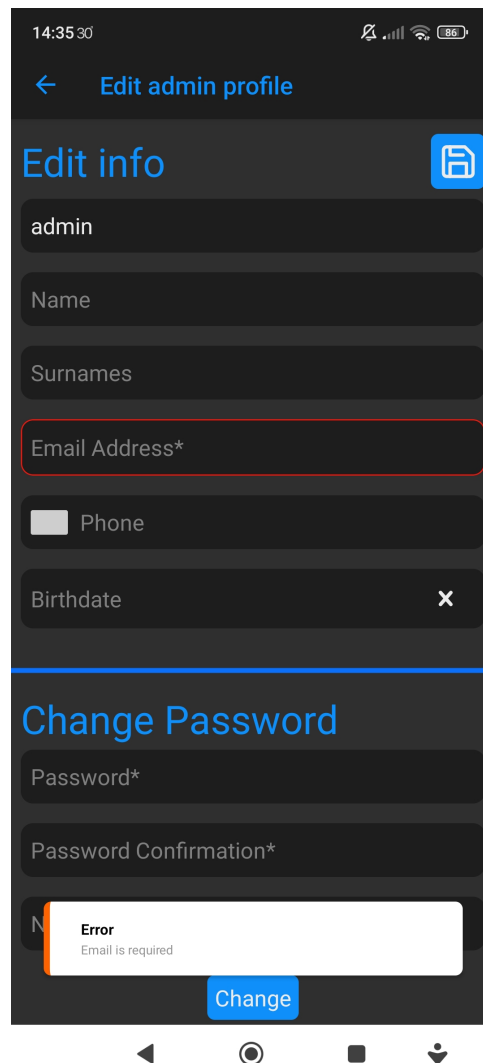 14:35 30
86
Edit admin profile
Edit info
admin
Name
Surnames
Email Address*
Phone
Birthdate
Change Password
Password*
Password Confirmation*
N
Error
Email is required
Change